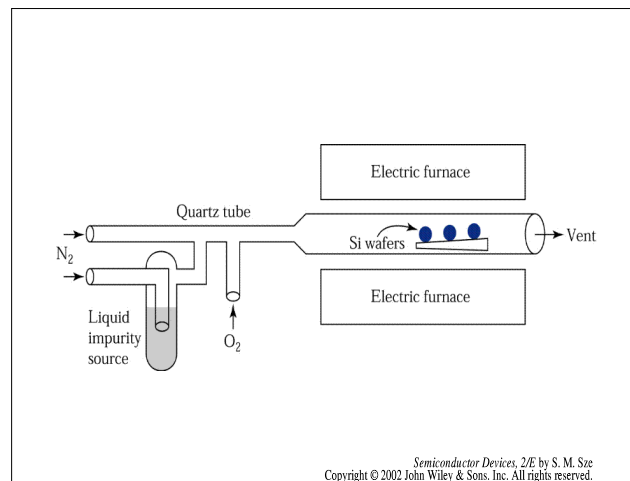 Electric furnace
Quartz tube
Si wafers
Vent
N₂
Electric furnace
Liquid
impurity
source
O₂
Semiconductor Devices, 2/E by S. M. Sze
Copyright © 2002 John Wiley & Sons. Inc. All rights reserved.